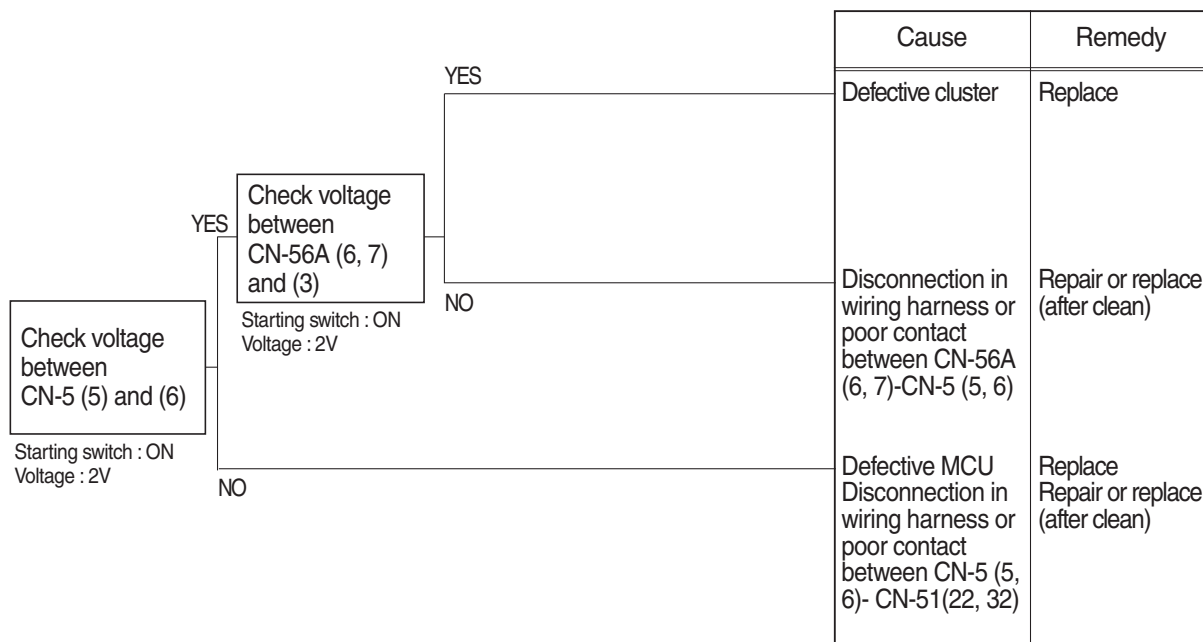 Cause
Remedy
YES
Defective cluster
Replace
Check voltage
between
CN-56A (6, 7)
and (3)
YES
Starting switch : ON
Voltage : 2V
NO
Disconnection in
wiring harness or
poor contact
between CN-56A
(6, 7)-CN-5 (5, 6)
Repair or replace
(after clean)
Check voltage
between
CN-5 (5) and (6)
Starting switch : ON
Voltage : 2V
NO
Defective MCU
Disconnection in
wiring harness or
poor contact
between CN-5 (5,
6)- CN-51(22, 32)
Replace
Repair or replace
(after clean)